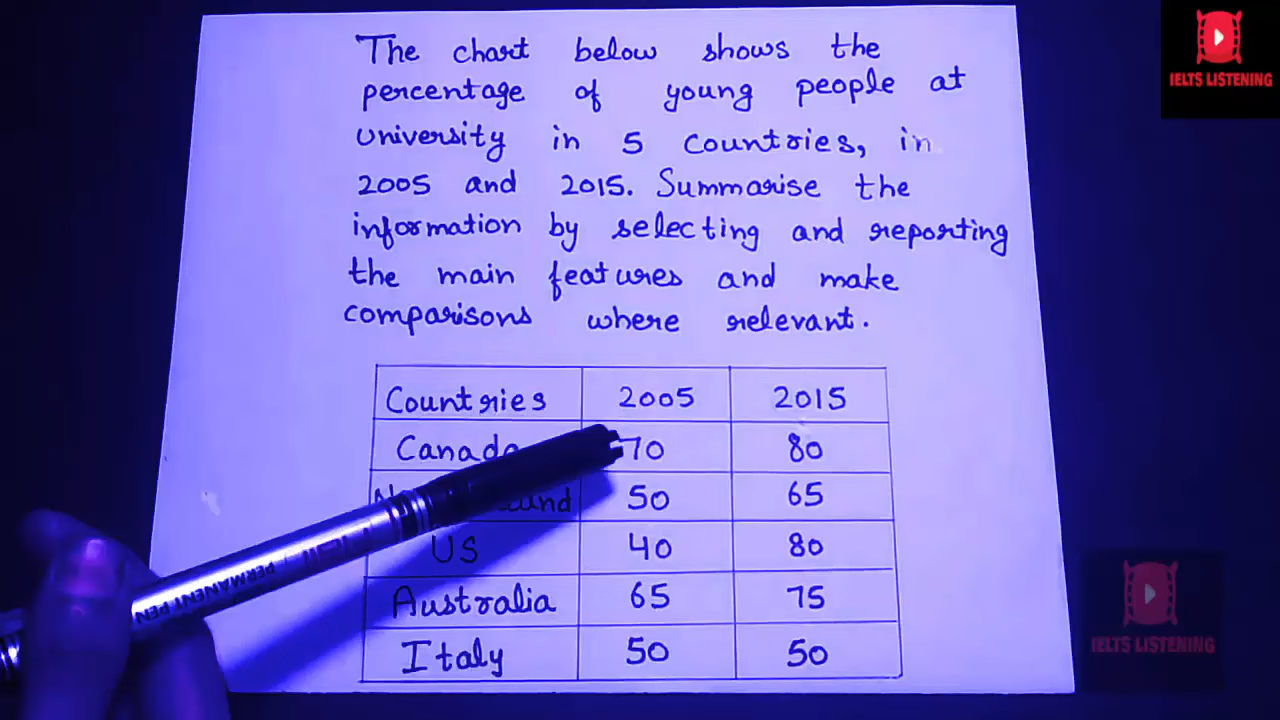 The chart below shows the
percentage of young people at
university in 5 countries, in
2005 and 2015. Summarise the
information by selecting and reporting
the main features and make
comparisons where relevant.
Countries 2005 2015
70 80
50 65
US 40 80
Australia 65 75
Italy 50 50
PERMANENT PEN
IELTS LISTENING
IELTS LISTENING